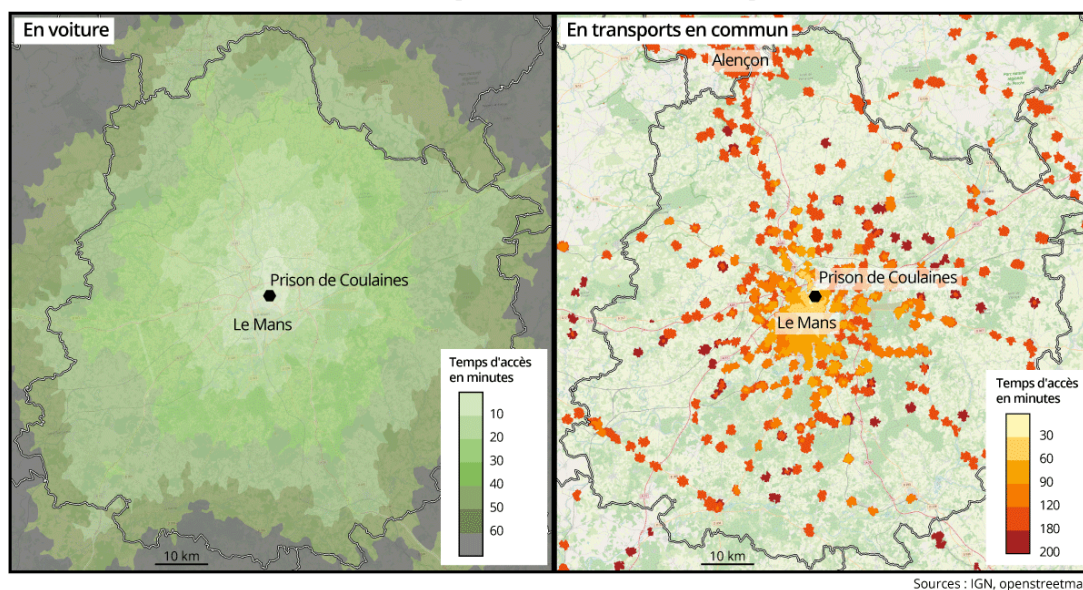 En voiture
Prison de Coulaines
Le Mans
Temps d'accès
en minutes
10
20
30
40
50
60
10 km
En transports en commun
Alençon
Prison de Coulaines
Le Mans
Temps d'accès
en minutes
30
60
90
120
180
200
10 km
Sources : IGN, openstreetma